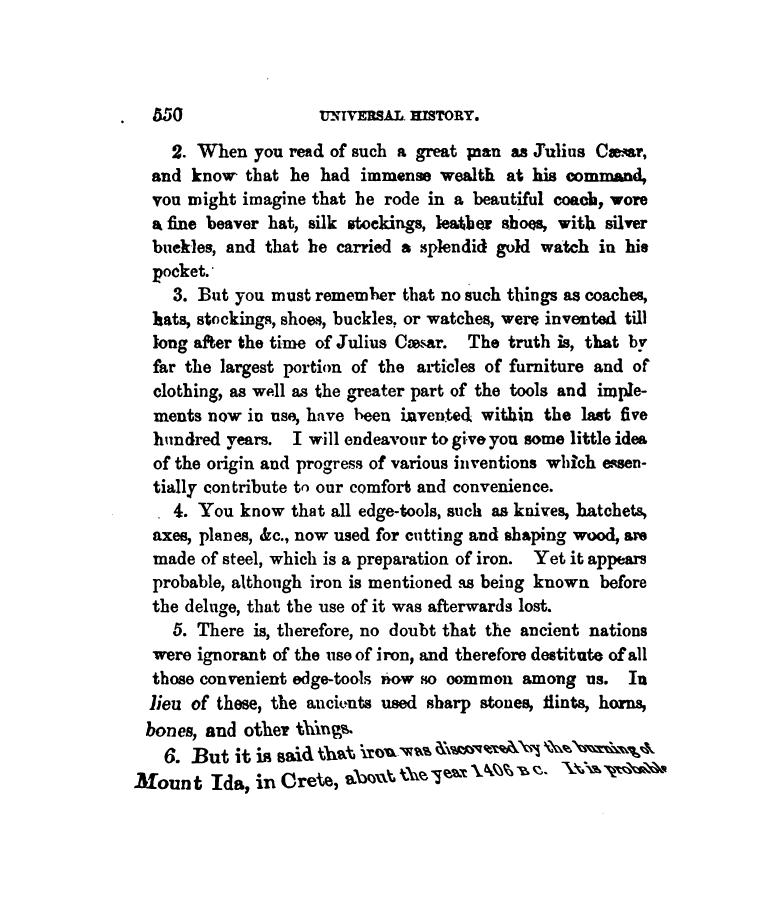 550 UNIVERSAL HISTORY.
2. When you read of such a great man as Julius Cæsar,
and know that he had immense wealth at his command,
you might imagine that he rode in a beautiful coach, wore
a fine beaver hat, silk stockings, leather shoes, with silver
buckles, and that he carried a splendid gold watch in his
pocket.
3. But you must remember that no such things as coaches,
hats, stockings, shoes, buckles, or watches, were invented till
long after the time of Julius Cæsar. The truth is, that by
far the largest portion of the articles of furniture and of
clothing, as well as the greater part of the tools and imple-
ments now in use, have been invented within the last five
hundred years. I will endeavour to give you some little idea
of the origin and progress of various inventions which essen-
tially contribute to our comfort and convenience.
4. You know that all edge-tools, such as knives, hatchets,
axes, planes, &c., now used for cutting and shaping wood, are
made of steel, which is a preparation of iron. Yet it appears
probable, although iron is mentioned as being known before
the deluge, that the use of it was afterwards lost.
5. There is, therefore, no doubt that the ancient nations
were ignorant of the use of iron, and therefore destitute of all
those convenient edge-tools now so common among us. In
lieu of these, the ancients used sharp stones, flints, horns,
bones, and other things.
6. But it is said that iron was discovered by the burning of
Mount Ida, in Crete, about the year 1406 B C. It is probable